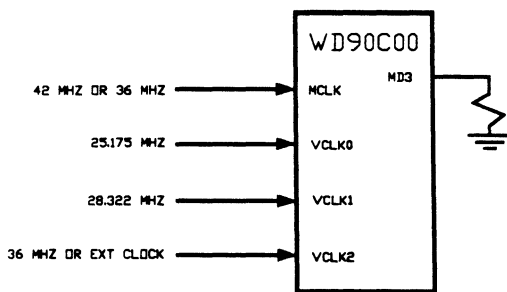 WD90C00
MD3
42 MHZ OR 36 MHZ
MCLK
25.175 MHZ
VCLK0
28.322 MHZ
VCLK1
36 MHZ OR EXT CLOCK
VCLK2